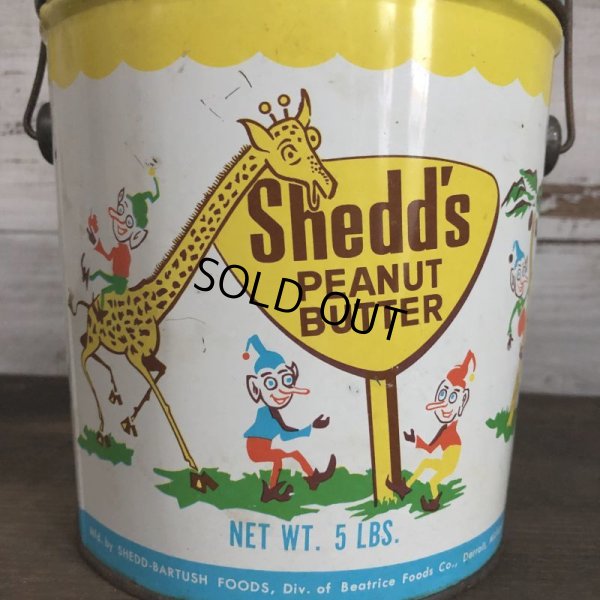 Shedd's
PEANUT
BUTTER
SOLD OUT
NET WT. 5 LBS.
Mfd. by SHEDD-BARTUSH FOODS, Div. of Beatrice Foods Co., Detroit,